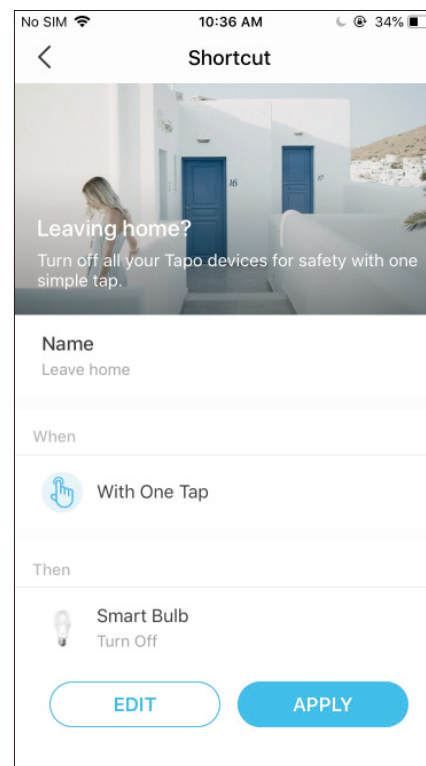 No SIM 10:36 AM 34%
Shortcut
16
17
Leaving home?
Turn off all your Tapo devices for safety with one
simple tap.
Name
Leave home
When
With One Tap
Then
Smart Bulb
Turn Off
EDIT APPLY